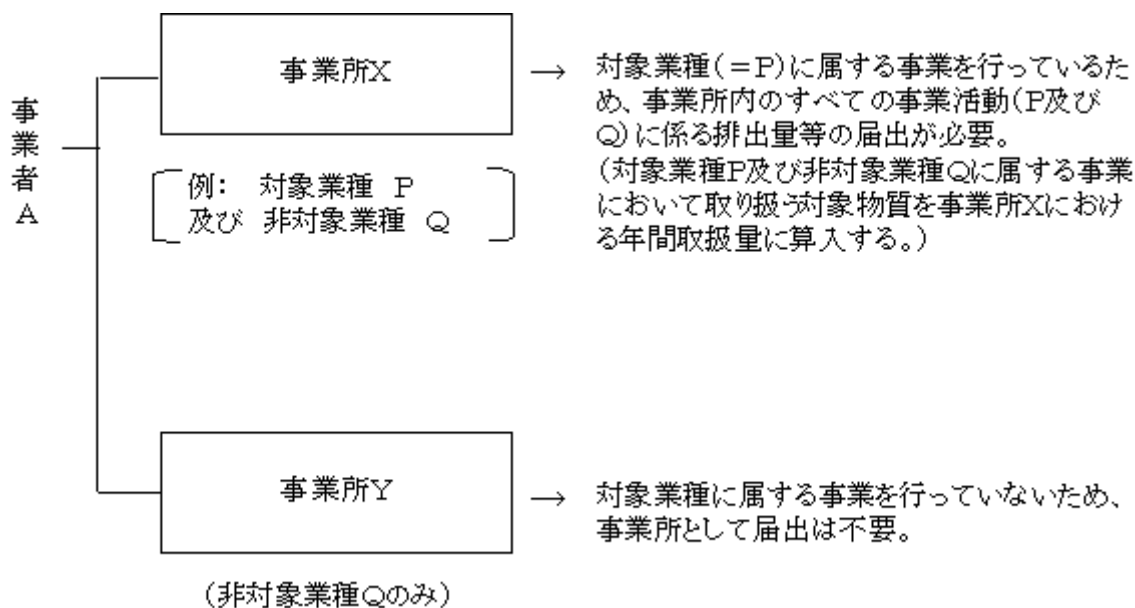 事業者A
事業所X
→
対象業種(=P)に属する事業を行っているた
め、事業所内のすべての事業活動(P及び
Q)に係る排出量等の届出が必要。
(対象業種P及び非対象業種Qに属する事業
において取り扱う対象物質を事業所Xにおけ
る年間取扱量に算入する。)
例: 対象業種 P
及び 非対象業種 Q
事業所Y
→
対象業種に属する事業を行っていないため、
事業所として届出は不要。
(非対象業種Qのみ)